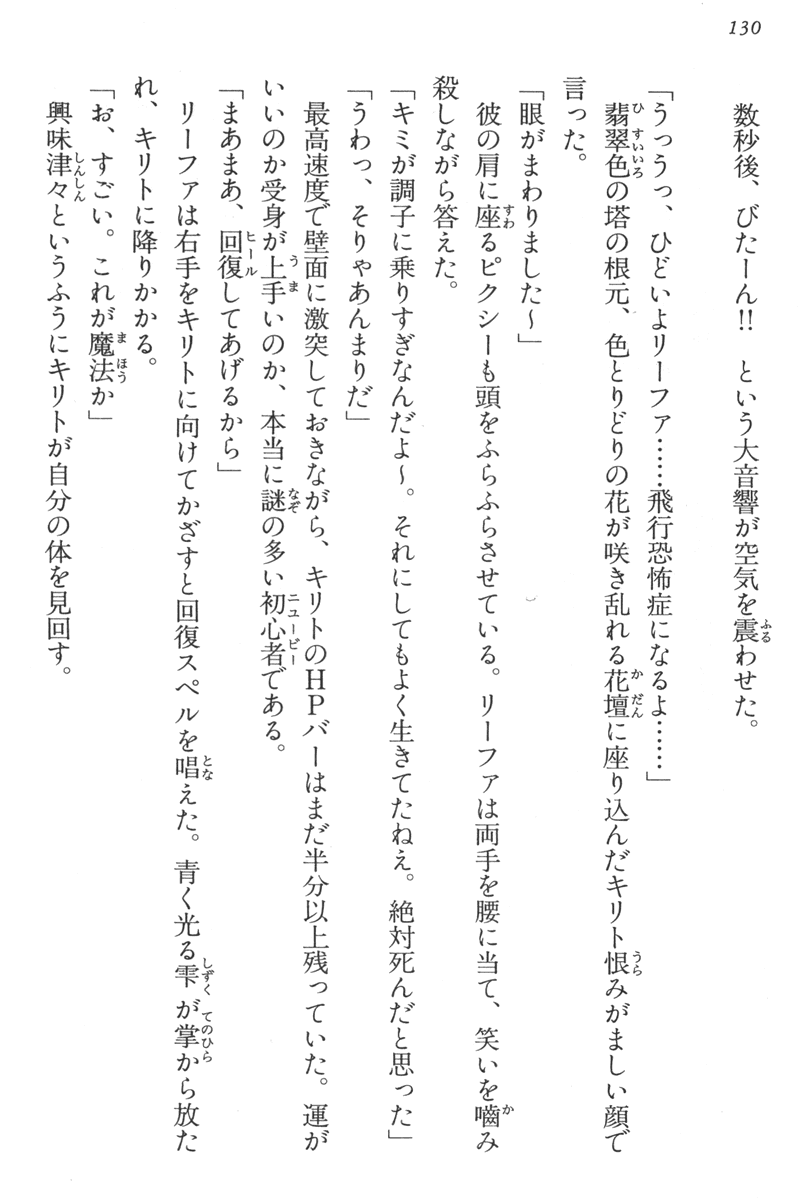 130
数秒後、びたーん!!　という大音響が空気を震わせた。
「うっうっ、ひどいよリーファ……飛行恐怖症になるよ……」
翡翠色の塔の根元、色とりどりの花が咲き乱れる花壇に座り込んだキリト恨みがましい顔で
言った。
「眼がまわりました〜」
彼の肩に座るピクシーも頭をふらふらさせている。リーファは両手を腰に当て、笑いを嚙み
殺しながら答えた。
「キミが調子に乗りすぎなんだよ〜。それにしてもよく生きてたねえ。絶対死んだと思った」
「うわっ、そりゃあんまりだ」
最高速度で壁面に激突しておきながら、キリトのHPバーはまだ半分以上残っていた。運が
いいのか受身が上手いのか、本当に謎の多い初心者である。
「まあまあ、回復してあげるから」
リーファは右手をキリトに向けてかざすと回復スペルを唱えた。青く光る雫が掌から放た
れ、キリトに降りかかる。
「お、すごい。これが魔法か」
興味津々というふうにキリトが自分の体を見回す。